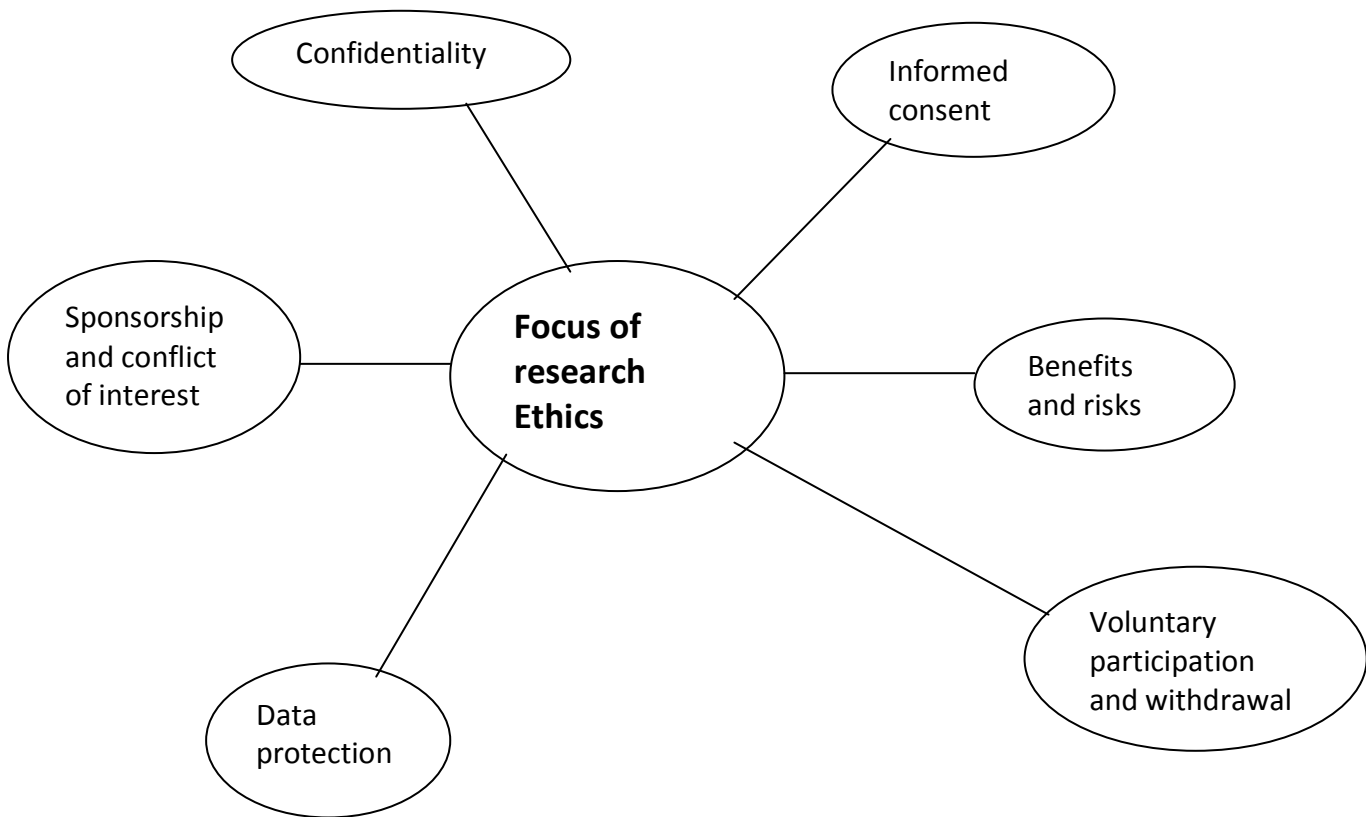 Confidentiality
Informed
consent
Sponsorship
and conflict
of interest
Focus of
research
Ethics
Benefits
and risks
Voluntary
participation
and withdrawal
Data
protection